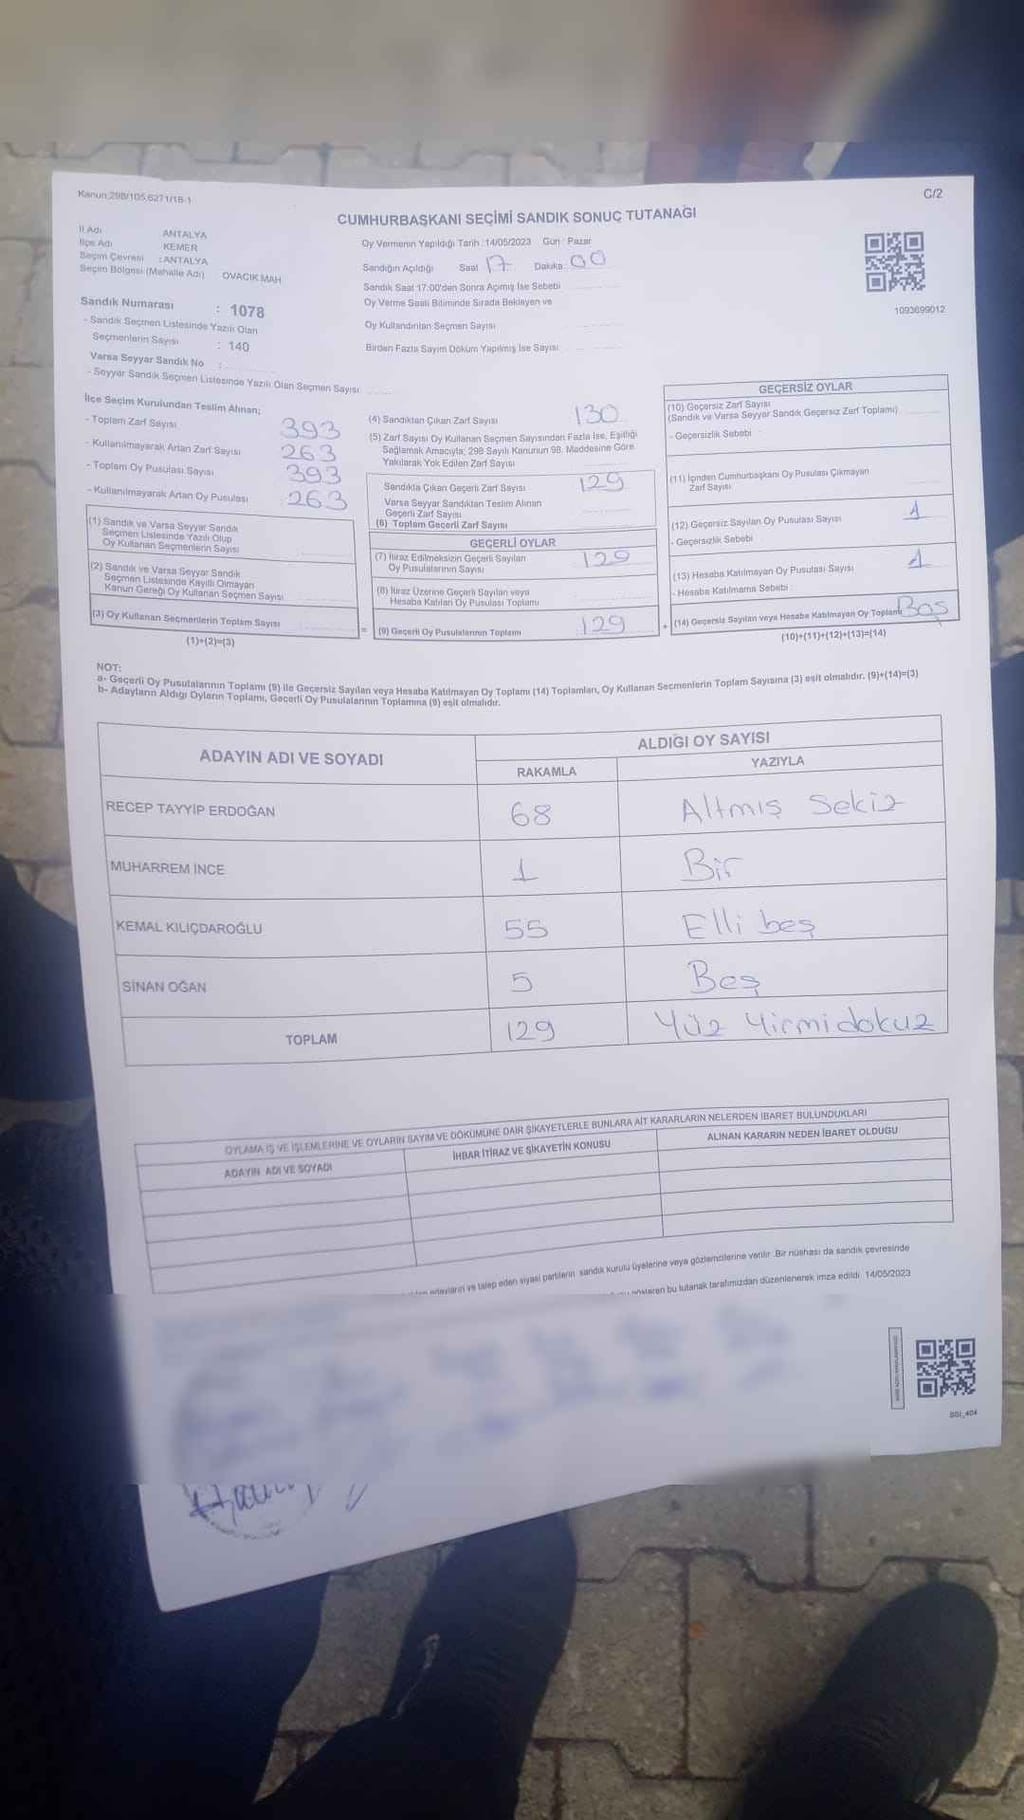 Kanun:298/105,6271/18-1
C/2
CUMHURBAŞKANI SEÇİMİ SANDIK SONUÇ TUTANAĞI
İl Adı ANTALYA
İlçe Adı KEMER
Seçim Çevresi : ANTALYA
Seçim Bölgesi (Mahalle Adı) OVACIK MAH
Oy Vermenin Yapıldığı Tarih :14/05/2023 Gün : Pazar
Sandığın Açıldığı Saat 17 Dakika 00
Sandık Saat 17:00'den Sonra Açılmış İse Sebebi
Oy Verme Saati Bitiminde Sırada Bekleyen ve
Oy Kullandırılan Seçmen Sayısı
Birden Fazla Sayım Döküm Yapılmış İse Sayısı
1093699012
Sandık Numarası : 1078
- Sandık Seçmen Listesinde Yazılı Olan
Seçmenlerin Sayısı : 140
Varsa Seyyar Sandık No :
- Seyyar Sandık Seçmen Listesinde Yazılı Olan Seçmen Sayısı
İlçe Seçim Kurulundan Teslim Alınan;
- Toplam Zarf Sayısı 393
- Kullanılmayarak Artan Zarf Sayısı 263
- Toplam Oy Pusulası Sayısı 393
- Kullanılmayarak Artan Oy Pusulası 263
(1) Sandık ve Varsa Seyyar Sandık
Seçmen Listesinde Yazılı Olup
Oy Kullanan Seçmenlerin Sayısı
(2) Sandık ve Varsa Seyyar Sandık
Seçmen Listesinde Kayıtlı Olmayan
Kanun Gereği Oy Kullanan Seçmen Sayısı
(3) Oy Kullanan Seçmenlerin Toplam Sayısı
(1)+(2)=(3)
(4) Sandıktan Çıkan Zarf Sayısı 130
(5) Zarf Sayısı Oy Kullanan Seçmen Sayısından Fazla İse, Eşitliği
Sağlamak Amacıyla; 298 Sayılı Kanunun 98. Maddesine Göre
Yakılarak Yok Edilen Zarf Sayısı
Sandıkta Çıkan Geçerli Zarf Sayısı 129
Varsa Seyyar Sandıktan Teslim Alınan
Geçerli Zarf Sayısı
(6) Toplam Geçerli Zarf Sayısı
GEÇERLİ OYLAR
(7) İtiraz Edilmeksizin Geçerli Sayılan
Oy Pusulalarının Sayısı 129
(8) İtiraz Üzerine Geçerli Sayılan veya
Hesaba Katılan Oy Pusulası Toplamı
= (9) Geçerli Oy Pusulalarının Toplamı 129
GEÇERSİZ OYLAR
(10) Geçersiz Zarf Sayısı
(Sandık ve Varsa Seyyar Sandık Geçersiz Zarf Toplamı)
- Geçersizlik Sebebi
(11) İçinden Cumhurbaşkanı Oy Pusulası Çıkmayan
Zarf Sayısı
(12) Geçersiz Sayılan Oy Pusulası Sayısı 1
- Geçersizlik Sebebi
(13) Hesaba Katılmayan Oy Pusulası Sayısı 1
- Hesaba Katılmama Sebebi
+ (14) Geçersiz Sayılan veya Hesaba Katılmayan Oy Toplamı Boş
(10)+(11)+(12)+(13)=(14)
NOT:
a- Geçerli Oy Pusulalarının Toplamı (9) ile Geçersiz Sayılan veya Hesaba Katılmayan Oy Toplamı (14) Toplamları, Oy Kullanan Seçmenlerin Toplam Sayısına (3) eşit olmalıdır. (9)+(14)=(3)
b- Adayların Aldığı Oyların Toplamı, Geçerli Oy Pusulalarının Toplamına (9) eşit olmalıdır.
ADAYIN ADI VE SOYADI ALDIĞI OY SAYISI
RAKAMLA YAZIYLA
RECEP TAYYİP ERDOĞAN 68 Altmış Sekiz
MUHARREM İNCE 1 Bir
KEMAL KILIÇDAROĞLU 55 Elli beş
SİNAN OĞAN 5 Beş
TOPLAM 129 Yüz Yirmidokuz
OYLAMA İŞ VE İŞLEMLERİNE VE OYLARIN SAYIM VE DÖKÜMÜNE DAİR ŞİKAYETLERLE BUNLARA AİT KARARLARIN NELERDEN İBARET BULUNDUKLARI
ADAYIN ADI VE SOYADI İHBAR İTİRAZ VE ŞİKAYETİN KONUSU ALINAN KARARIN NEDEN İBARET OLDUĞU
adayların ve talep eden siyasi partilerin sandık kurulu üyelerine veya gözlemcilerine verilir. Bir nüshası da sandık çevresinde
gösteren bu tutanak tarafımızdan düzenlenerek imza edildi. 14/05/2023
SSİ_404